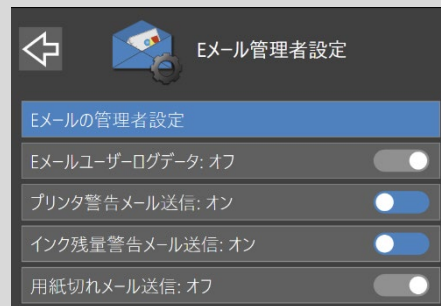 Eメール管理者設定
Eメールの管理者設定
Eメールユーザーログデータ: オフ
プリンタ警告メール送信: オン
インク残量警告メール送信: オン
用紙切れメール送信: オフ